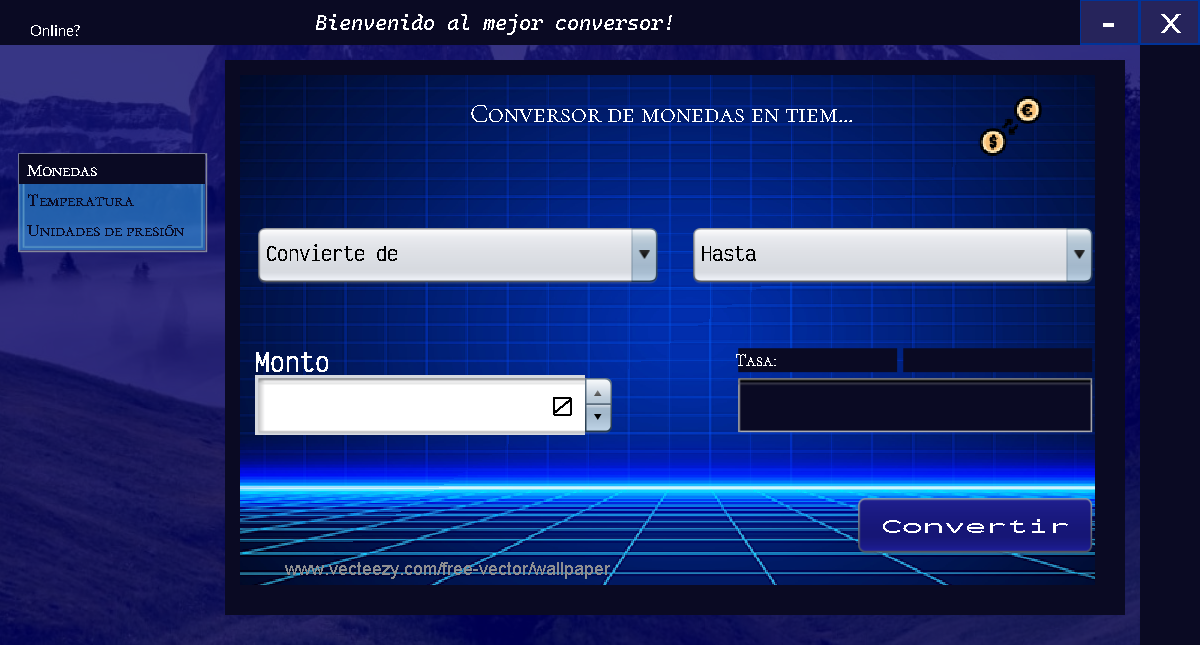 Online?
Bienvenido al mejor conversor!
- X
Conversor de monedas en tiem...
€
$
Monedas
Temperatura
Unidades de presión
Convierte de
Hasta
Monto
Tasa:
Convertir
www.vecteezy.com/free-vector/wallpaper